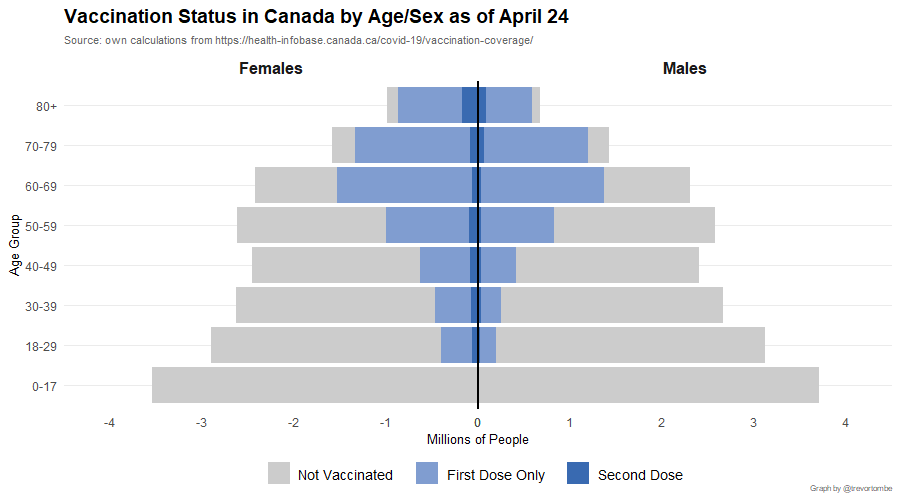 Vaccination Status in Canada by Age/Sex as of April 24
Source: own calculations from https://health-infobase.canada.ca/covid-19/vaccination-coverage/
Females Males
80+
70-79
60-69
50-59
40-49
30-39
18-29
0-17
Age Group
-4 -3 -2 -1 0 1 2 3 4
Millions of People
Not Vaccinated First Dose Only Second Dose
Graph by @trevortombe